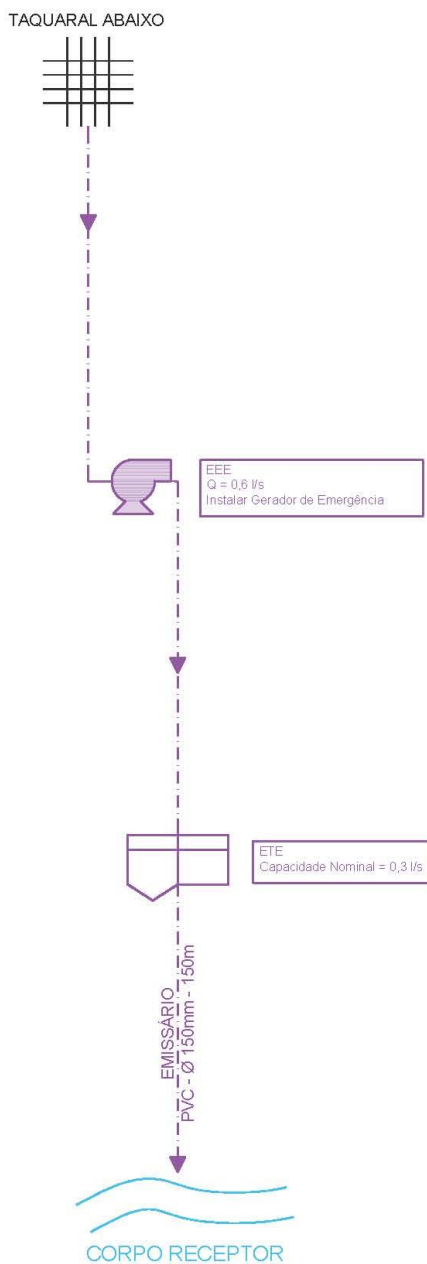 TAQUARAL ABAIXO
EEE
Q = 0,6 l/s
Instalar Gerador de Emergência
ETE
Capacidade Nominal = 0,3 l/s
EMISSÁRIO
PVC - Ø 150mm - 150m
CORPO RECEPTOR